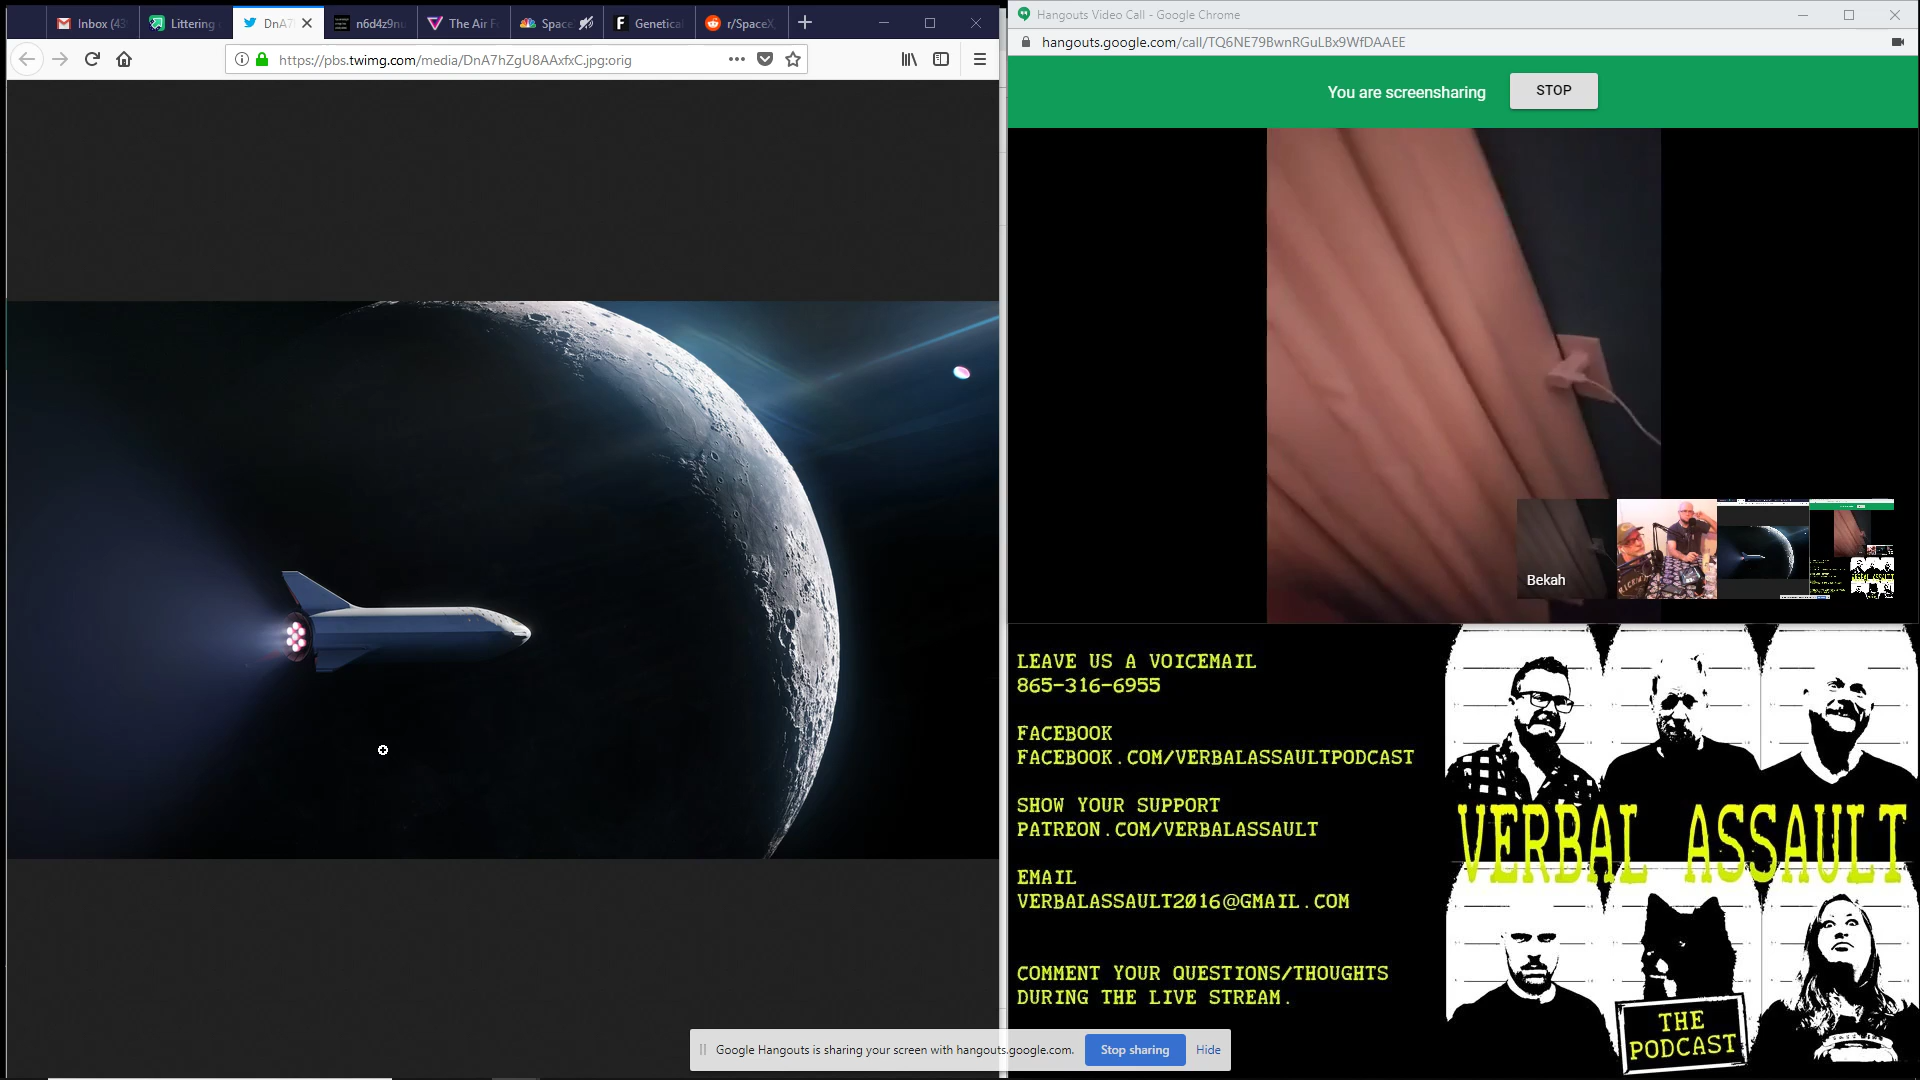 Inbox (43
Littering
DnA7
n6d4z9nu
The Air F
Space
Genetical
r/SpaceX
https://pbs.twimg.com/media/DnA7hZgU8AAxfxC.jpg:orig
Hangouts Video Call - Google Chrome
hangouts.google.com/call/TQ6NE79BwnRGuLBx9WfDAAEE
You are screensharing
STOP
Bekah
LEAVE US A VOICEMAIL
865-316-6955
FACEBOOK
FACEBOOK.COM/VERBALASSAULTPODCAST
SHOW YOUR SUPPORT
PATREON.COM/VERBALASSAULT
EMAIL
VERBALASSAULT2016@GMAIL.COM
COMMENT YOUR QUESTIONS/THOUGHTS
DURING THE LIVE STREAM.
VERBAL ASSAULT
THE
PODCAST
Google Hangouts is sharing your screen with hangouts.google.com.
Stop sharing
Hide